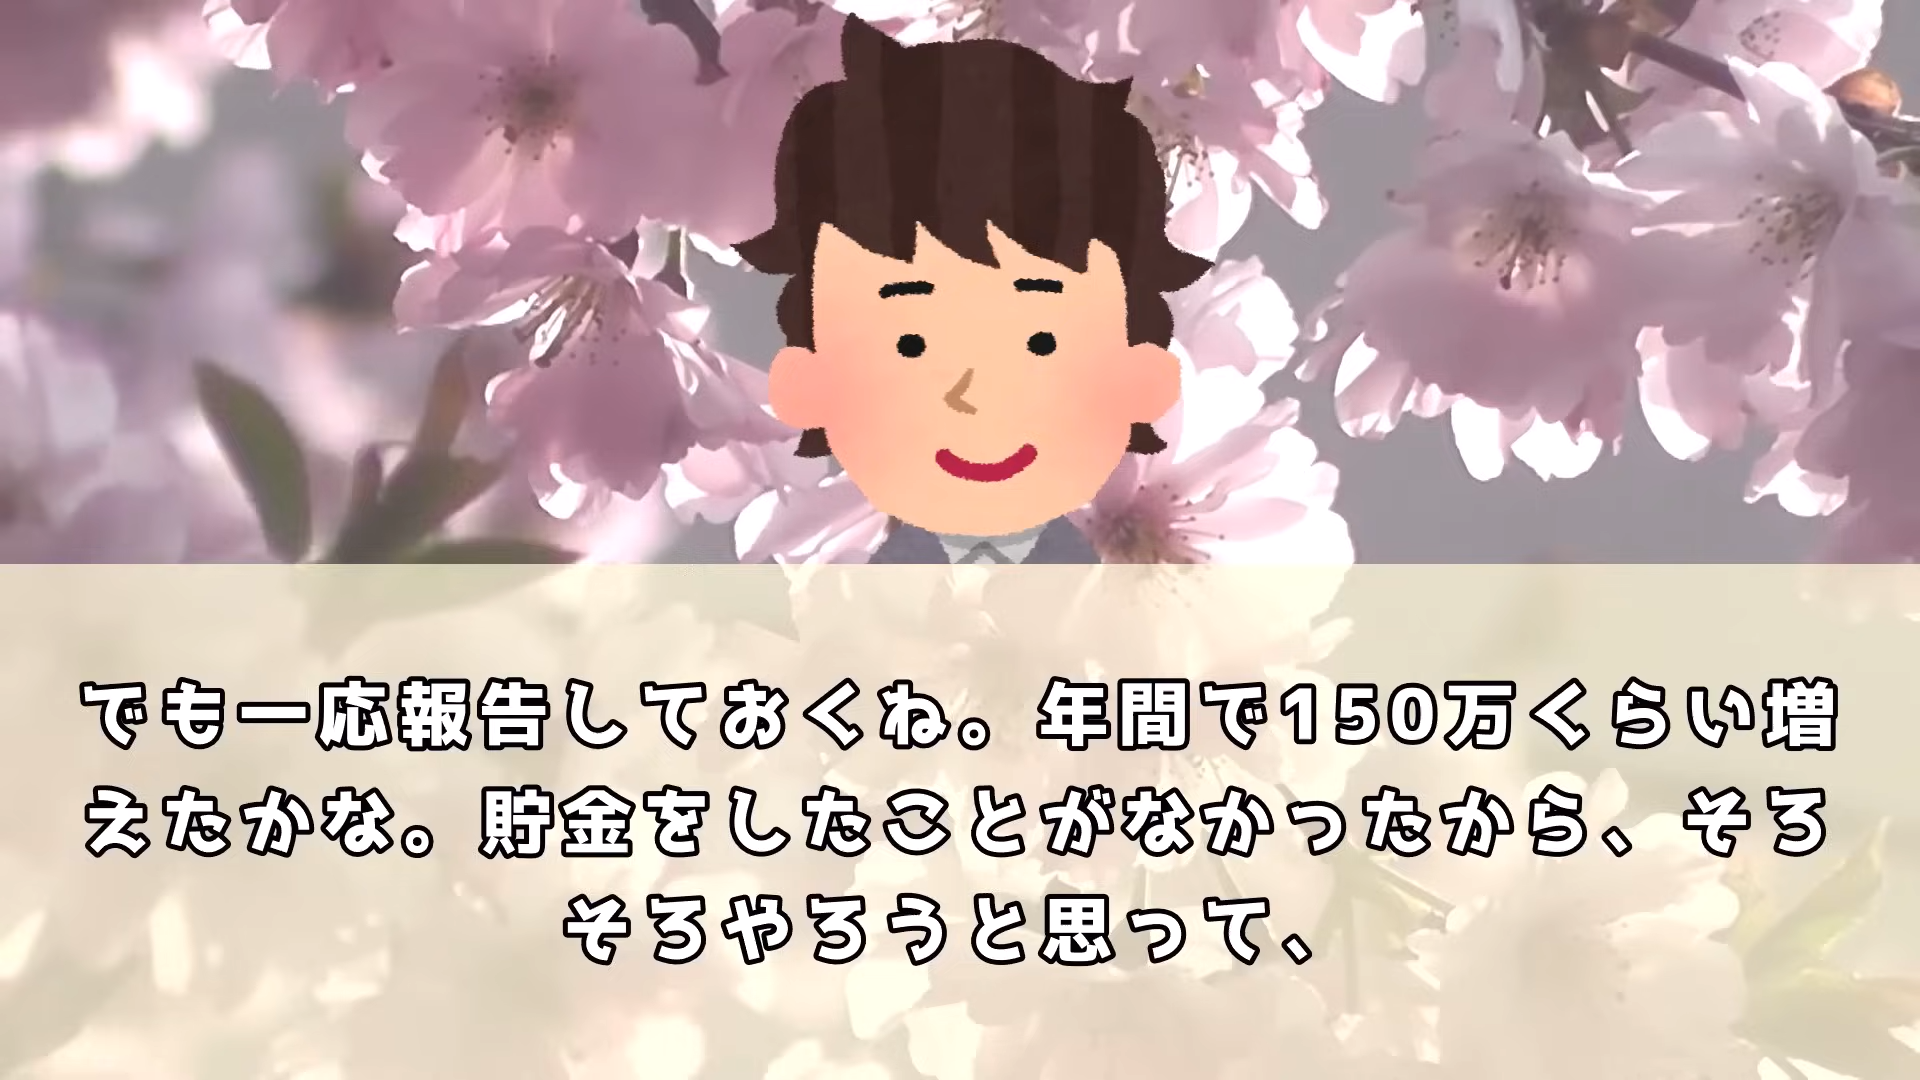 でも一応報告しておくね。年間で150万くらい増
えたかな。貯金をしたことがなかったから、そろ
そろやろうと思って、